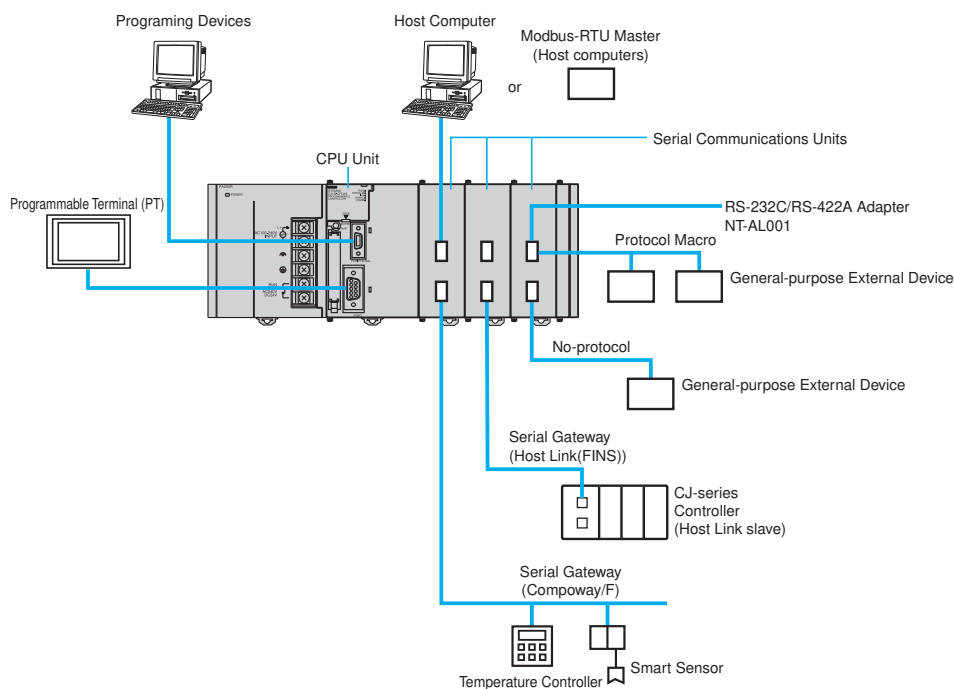 Programing Devices
Host Computer
Modbus-RTU Master
(Host computers)
or
Serial Communications Units
CPU Unit
Programmable Terminal (PT)
POWER
RS-232C/RS-422A Adapter
NT-AL001
Protocol Macro
General-purpose External Device
No-protocol
General-purpose External Device
Serial Gateway
(Host Link(FINS))
CJ-series
Controller
(Host Link slave)
Serial Gateway
(Compoway/F)
Smart Sensor
Temperature Controller